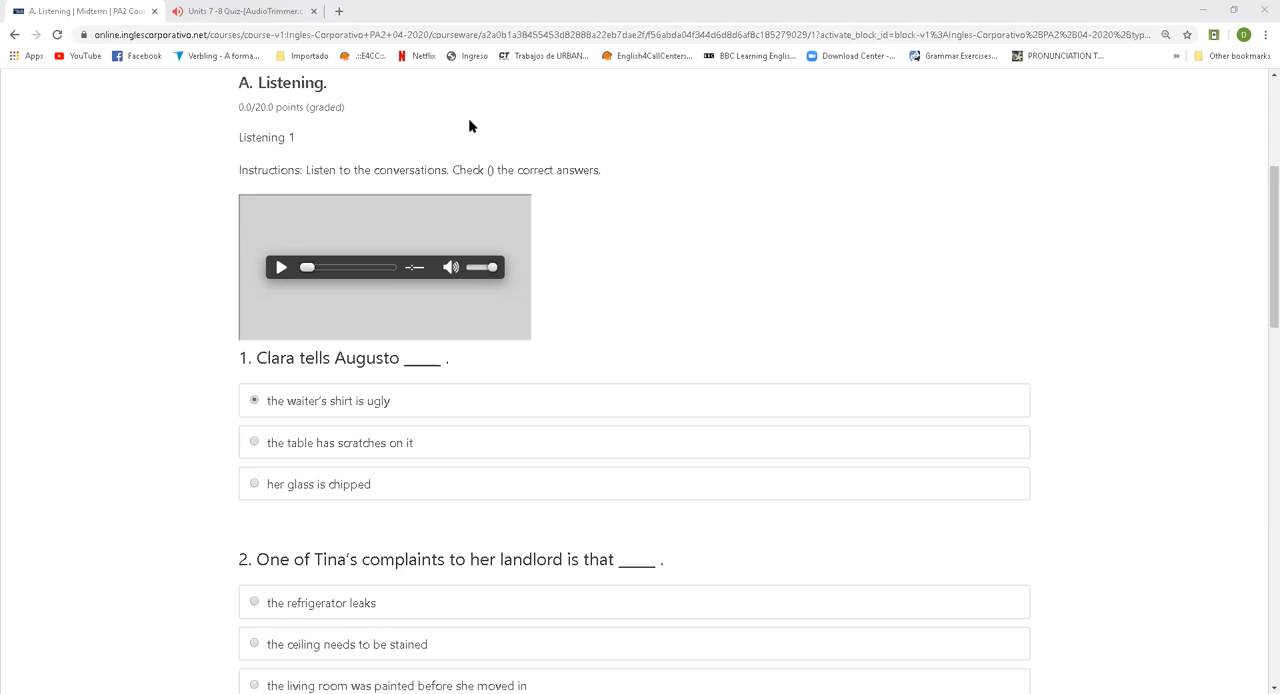 A. Listening | Midterm | PA2 Cou
Units 7 -8 Quiz-[AudioTrimmer.c
online.inglescorporativo.net/courses/course-v1:Ingles-Corporativo+PA2+04-2020/courseware/a2a0b1a38455453d82888a22eb7dae2f/f56abda04f344d6d8d6af8c185279029/1?activate_block_id=block-v1%3AIngles-Corporativo%2BPA2%2B04-2020%2Btyp...
D
Apps YouTube Facebook Verbling - A forma... Importado .::E4CC::. Netflix Ingreso CT Trabajos de URBAN... English4CallCenters... BBC Learning Englis... Download Center -... Grammar Exercises... PRONUNCIATION T... » Other bookmarks
A. Listening.
0.0/20.0 points (graded)
Listening 1
Instructions: Listen to the conversations. Check () the correct answers.
--:--
1. Clara tells Augusto _____ .
the waiter's shirt is ugly
the table has scratches on it
her glass is chipped
2. One of Tina's complaints to her landlord is that _____ .
the refrigerator leaks
the ceiling needs to be stained
the living room was painted before she moved in